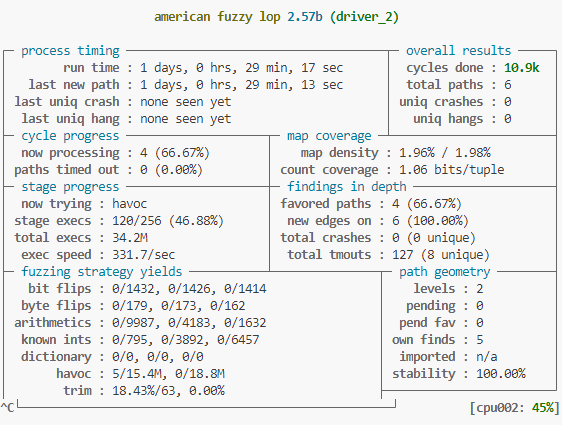 american fuzzy lop 2.57b (driver_2)
process timing overall results
run time : 1 days, 0 hrs, 29 min, 17 sec cycles done : 10.9k
last new path : 1 days, 0 hrs, 29 min, 13 sec total paths : 6
last uniq crash : none seen yet uniq crashes : 0
last uniq hang : none seen yet uniq hangs : 0
cycle progress map coverage
now processing : 4 (66.67%) map density : 1.96% / 1.98%
paths timed out : 0 (0.00%) count coverage : 1.06 bits/tuple
stage progress findings in depth
now trying : havoc favored paths : 4 (66.67%)
stage execs : 120/256 (46.88%) new edges on : 6 (100.00%)
total execs : 34.2M total crashes : 0 (0 unique)
exec speed : 331.7/sec total tmouts : 127 (8 unique)
fuzzing strategy yields path geometry
bit flips : 0/1432, 0/1426, 0/1414 levels : 2
byte flips : 0/179, 0/173, 0/162 pending : 0
arithmetics : 0/9987, 0/4183, 0/1632 pend fav : 0
known ints : 0/795, 0/3892, 0/6457 own finds : 5
dictionary : 0/0, 0/0, 0/0 imported : n/a
havoc : 5/15.4M, 0/18.8M stability : 100.00%
trim : 18.43%/63, 0.00%
^C [cpu002: 45%]